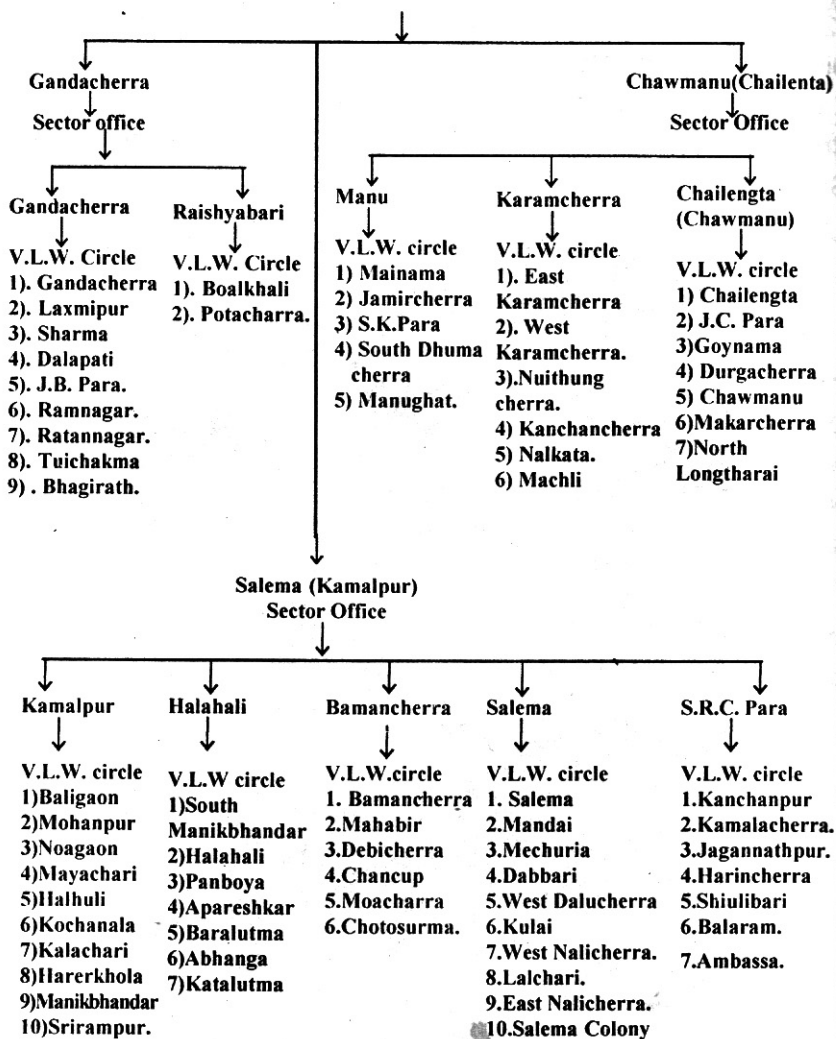 Gandacherra
Sector office
Chawmanu(Chailenta)
Sector Office
Gandacherra
V.L.W. Circle
1). Gandacherra
2). Laxmipur
3). Sharma
4). Dalapati
5). J.B. Para.
6). Ramnagar.
7). Ratannagar.
8). Tuichakma
9) . Bhagirath.
Raishyabari
V.L.W. Circle
1). Boalkhali
2). Potacharra.
Manu
V.L.W. circle
1) Mainama
2) Jamircherra
3) S.K.Para
4) South Dhuma
cherra
5) Manughat.
Karamcherra
V.L.W. circle
1). East
Karamcherra
2). West
Karamcherra.
3).Nuithung
cherra.
4) Kanchancherra
5) Nalkata.
6) Machli
Chailengta
(Chawmanu)
V.L.W. circle
1) Chailengta
2) J.C. Para
3)Goynama
4) Durgacherra
5) Chawmanu
6)Makarcherra
7)North
Longtharai
Salema (Kamalpur)
Sector Office
Kamalpur
V.L.W. circle
1)Baligaon
2)Mohanpur
3)Noagaon
4)Mayachari
5)Halhuli
6)Kochanala
7)Kalachari
8)Harerkhola
9)Manikbhandar
10)Srirampur.
Halahali
V.L.W circle
1)South
Manikbhandar
2)Halahali
3)Panboya
4)Apareshkar
5)Baralutma
6)Abhanga
7)Katalutma
Bamancherra
V.L.W.circle
1. Bamancherra
2.Mahabir
3.Debicherra
4.Chancup
5.Moacharra
6.Chotosurma.
Salema
V.L.W. circle
1. Salema
2.Mandai
3.Mechuria
4.Dabbari
5.West Dalucherra
6.Kulai
7.West Nalicherra.
8.Lalchari.
9.East Nalicherra.
10.Salema Colony
S.R.C. Para
V.L.W. circle
1.Kanchanpur
2.Kamalacherra.
3.Jagannathpur.
4.Harincherra
5.Shiulibari
6.Balaram.
7.Ambassa.